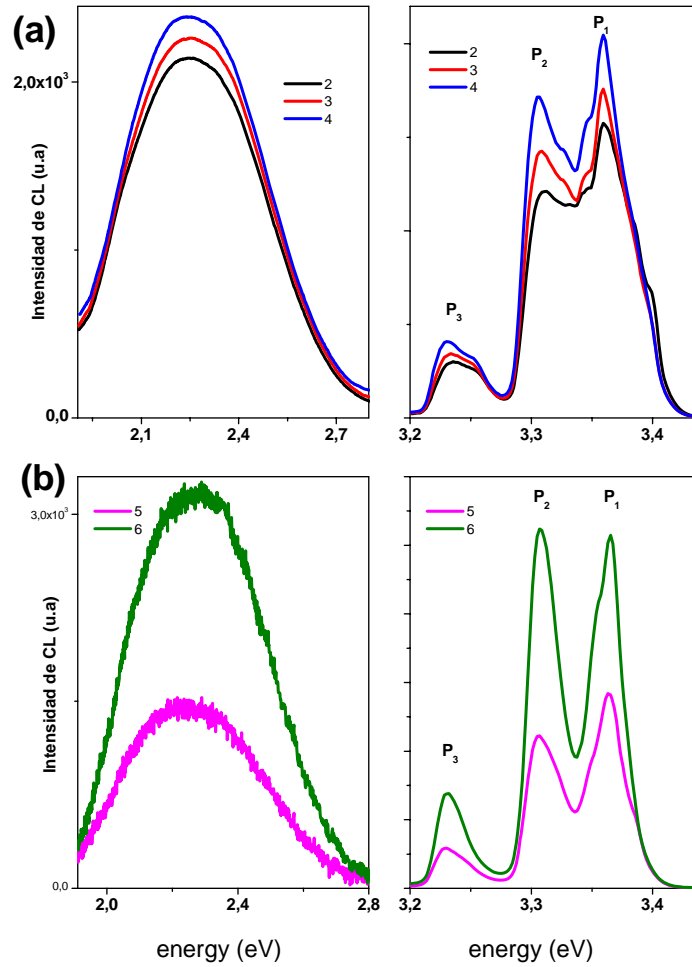 (a)
Intensidad de CL (u.a)
2,0x10³
0,0
2
3
4
2,1
2,4
2,7
2
3
4
P₁
P₂
P₃
3,2
3,3
3,4
(b)
Intensidad de CL (u.a)
3,0x10³
0,0
5
6
2,0
2,4
2,8
energy (eV)
5
6
P₂
P₁
P₃
3,2
3,3
3,4
energy (eV)